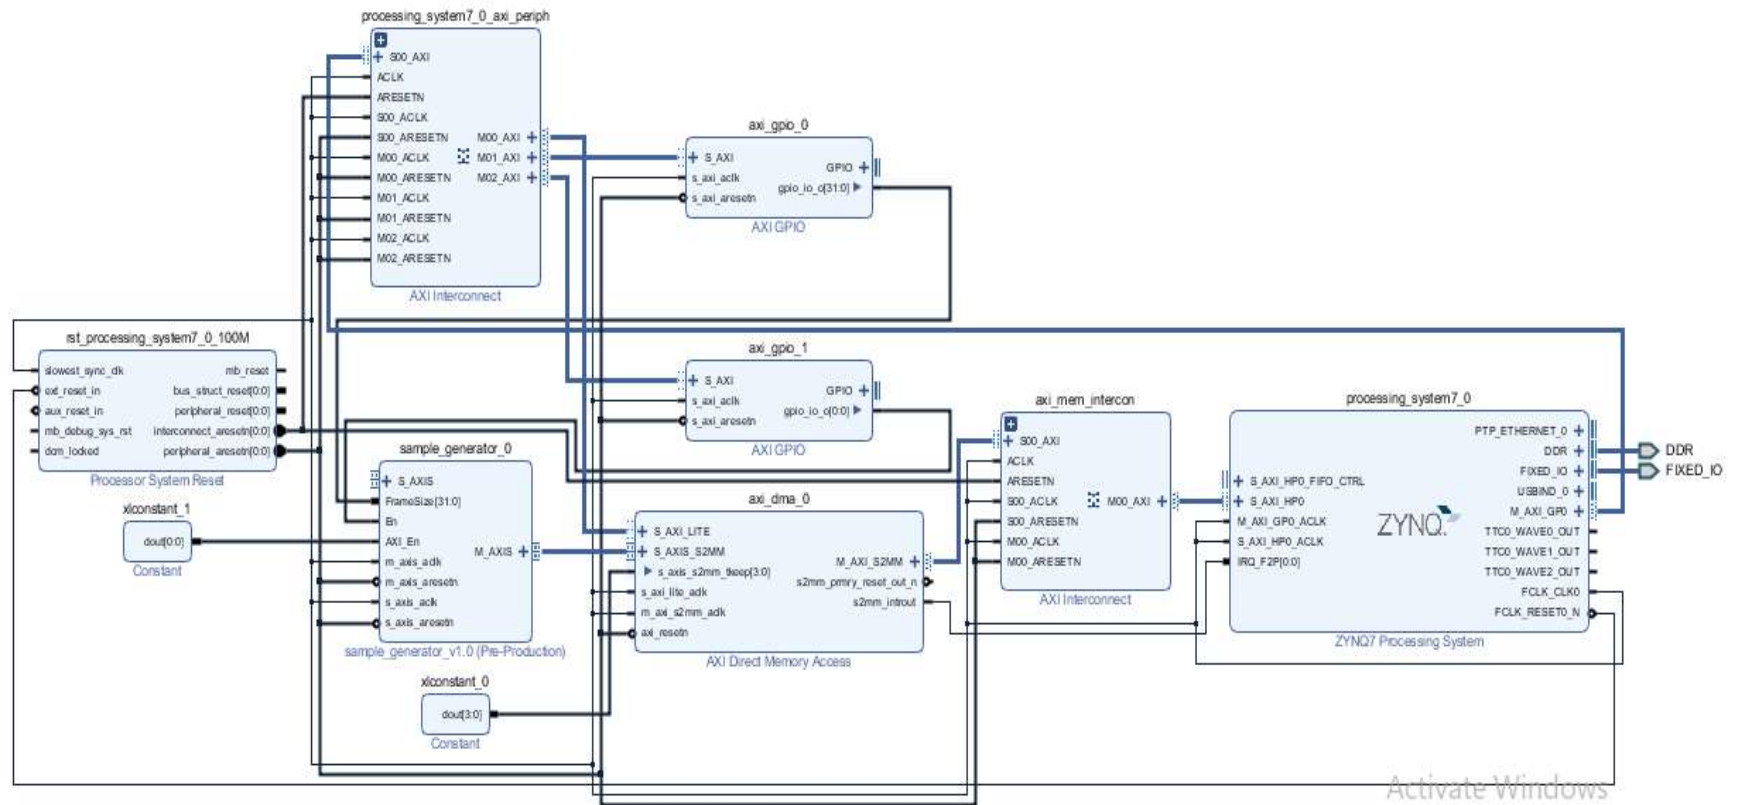 processing_system7_0_axi_periph
S00_AXI
ACLK
ARESETN
S00_ACLK
S00_ARESETN
M00_ACLK
M00_ARESETN
M01_ACLK
M01_ARESETN
M02_ACLK
M02_ARESETN
M00_AXI
M01_AXI
M02_AXI
AXI Interconnect
axi_gpio_0
S_AXI
s_axi_aclk
s_axi_aresetn
GPIO
gpio_io_o[31:0]
AXI GPIO
rst_processing_system7_0_100M
slowest_sync_clk
ext_reset_in
aux_reset_in
mb_debug_sys_rst
dcm_locked
mb_reset
bus_struct_reset[0:0]
peripheral_reset[0:0]
interconnect_aresetn[0:0]
peripheral_aresetn[0:0]
Processor System Reset
axi_gpio_1
S_AXI
s_axi_aclk
s_axi_aresetn
GPIO
gpio_io_o[0:0]
AXI GPIO
xlconstant_1
dout[0:0]
Constant
sample_generator_0
S_AXIS
FrameSize[31:0]
En
AXI_En
m_axis_aclk
m_axis_aresetn
s_axis_aclk
s_axis_aresetn
M_AXIS
sample_generator_v1.0 (Pre-Production)
xlconstant_0
dout[3:0]
Constant
axi_dma_0
S_AXI_LITE
S_AXIS_S2MM
s_axis_s2mm_tkeep[3:0]
s_axi_lite_aclk
m_axi_s2mm_aclk
axi_resetn
M_AXI_S2MM
s2mm_prmry_reset_out_n
s2mm_introut
AXI Direct Memory Access
axi_mem_intercon
S00_AXI
ACLK
ARESETN
S00_ACLK
S00_ARESETN
M00_ACLK
M00_ARESETN
M00_AXI
AXI Interconnect
processing_system7_0
S_AXI_HP0_FIFO_CTRL
S_AXI_HP0
M_AXI_GP0_ACLK
S_AXI_HP0_ACLK
IRQ_F2P[0:0]
ZYNQ
PTP_ETHERNET_0
DDR
FIXED_IO
USBIND_0
M_AXI_GP0
TTC0_WAVE0_OUT
TTC0_WAVE1_OUT
TTC0_WAVE2_OUT
FCLK_CLK0
FCLK_RESET0_N
ZYNQ7 Processing System
DDR
FIXED_IO
Activate Windows